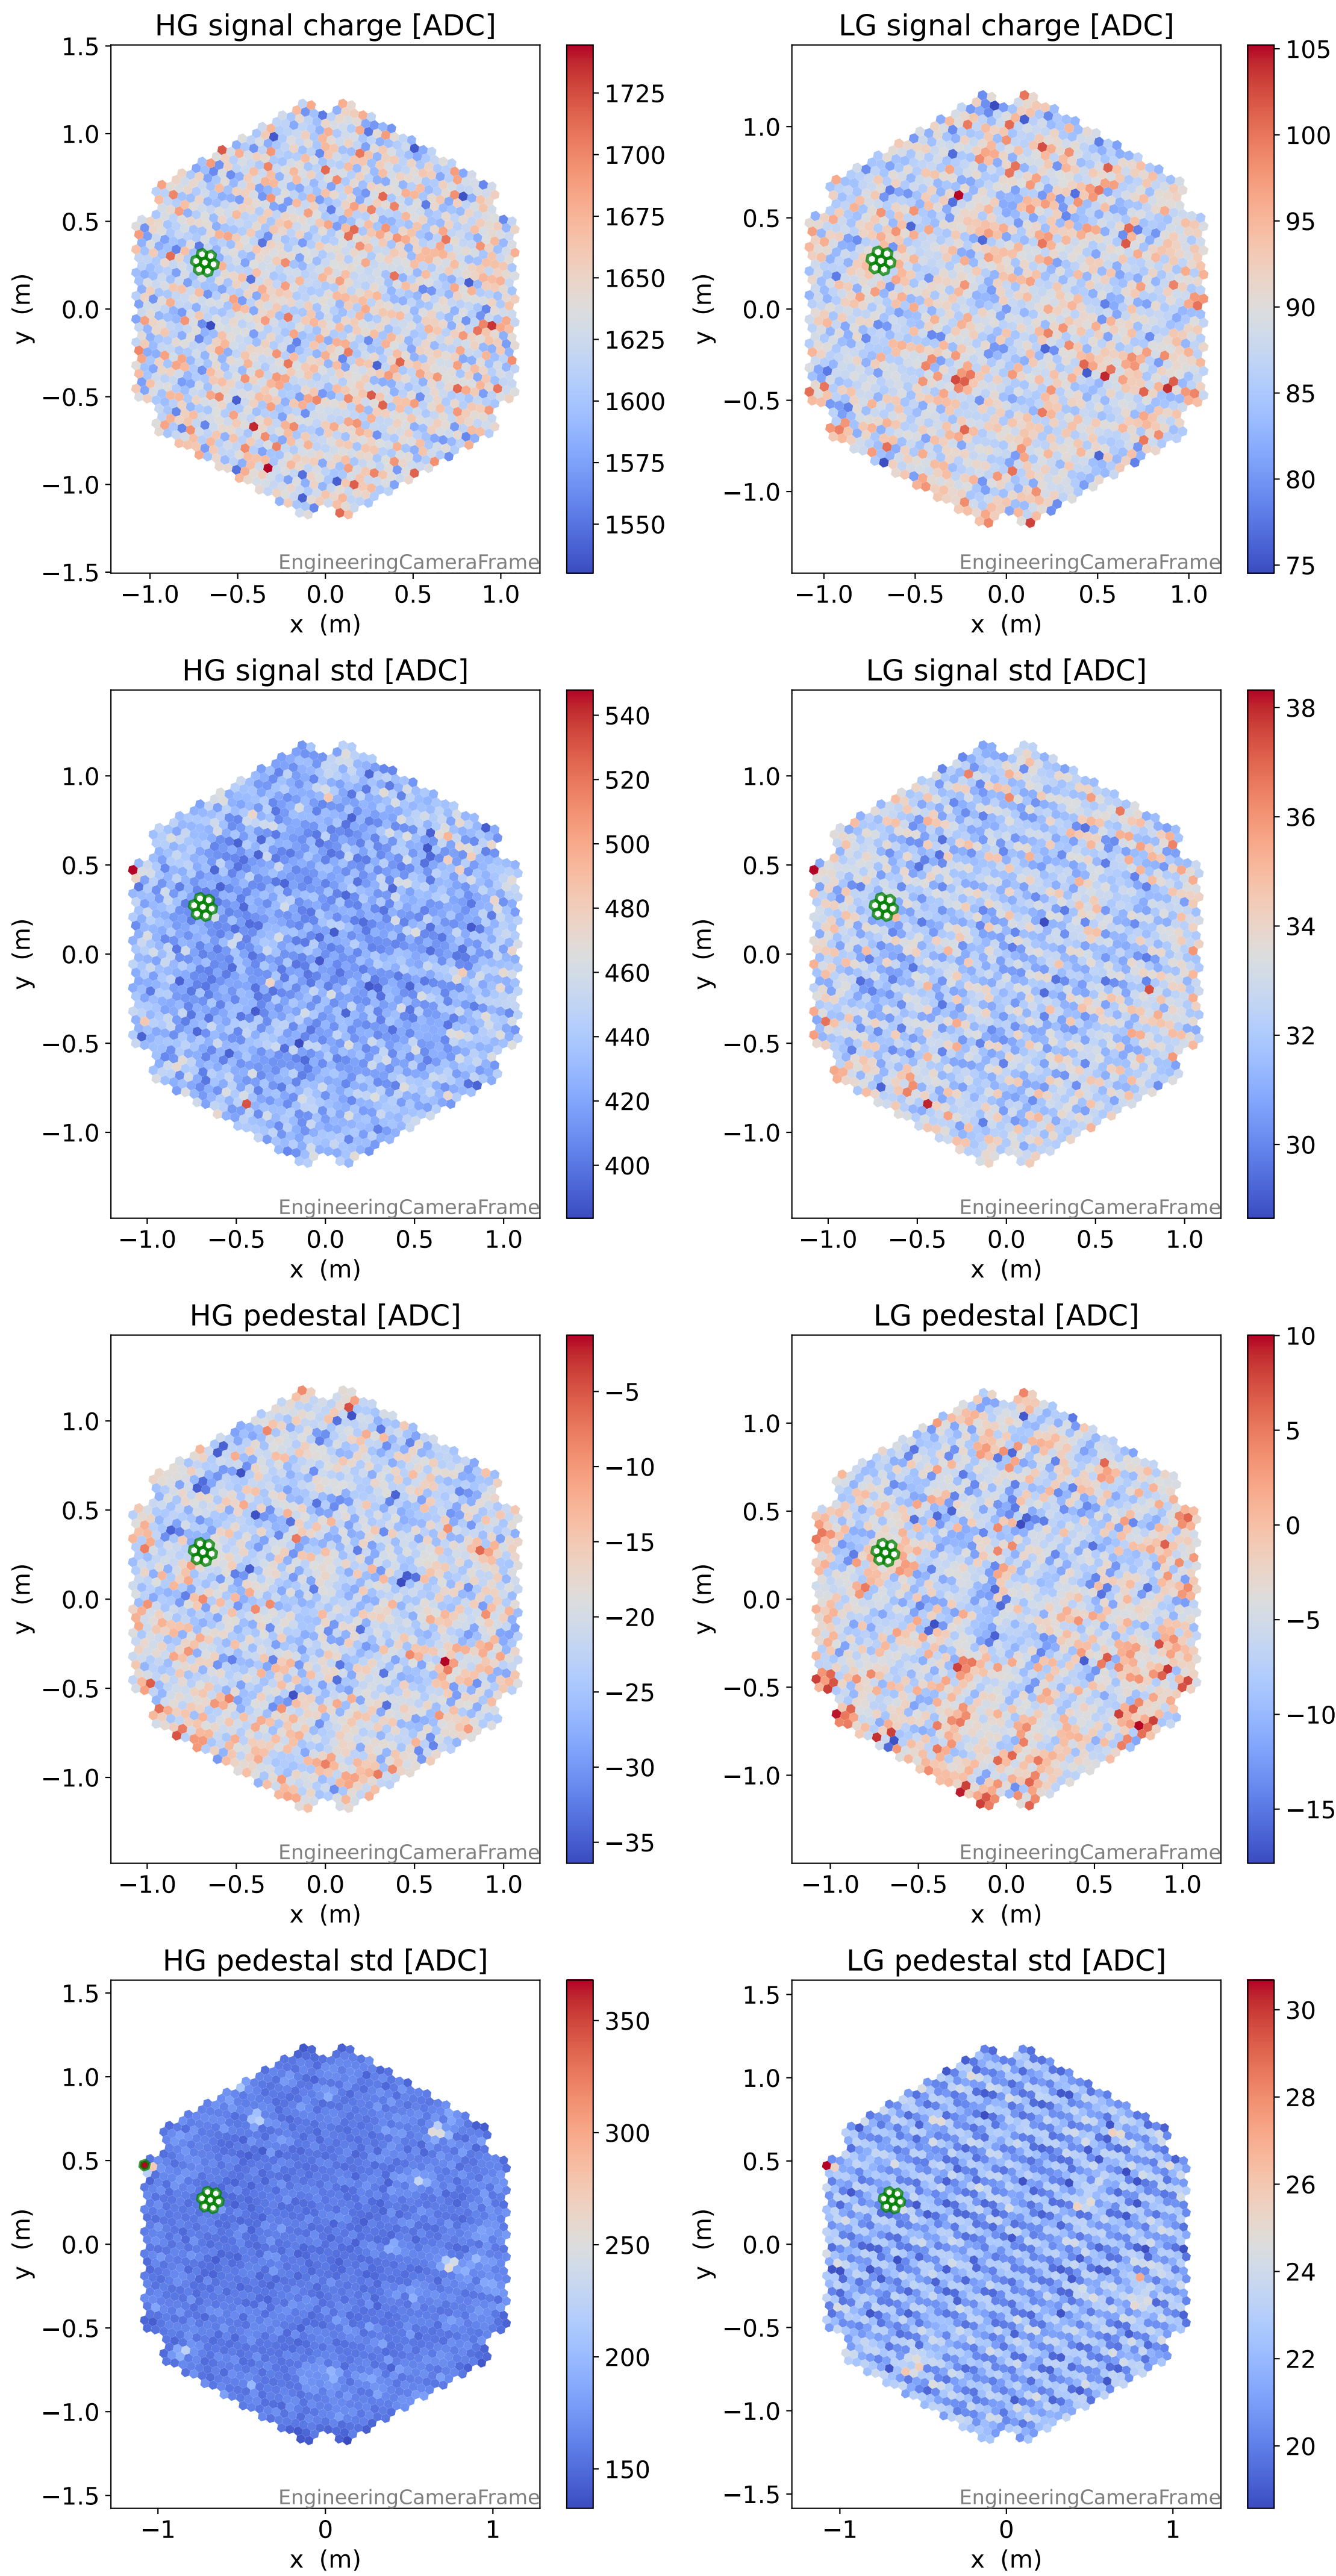 HG signal charge [ADC]
1.5
1.0
0.5
0.0
−0.5
−1.0
−1.5
y (m)
−1.0 −0.5 0.0 0.5 1.0
x (m)
EngineeringCameraFrame
1725
1700
1675
1650
1625
1600
1575
1550
LG signal charge [ADC]
1.0
0.5
0.0
−0.5
−1.0
y (m)
−1.0 −0.5 0.0 0.5 1.0
x (m)
EngineeringCameraFrame
105
100
95
90
85
80
75
HG signal std [ADC]
1.0
0.5
0.0
−0.5
−1.0
y (m)
−1.0 −0.5 0.0 0.5 1.0
x (m)
EngineeringCameraFrame
540
520
500
480
460
440
420
400
LG signal std [ADC]
1.0
0.5
0.0
−0.5
−1.0
y (m)
−1.0 −0.5 0.0 0.5 1.0
x (m)
EngineeringCameraFrame
38
36
34
32
30
HG pedestal [ADC]
1.0
0.5
0.0
−0.5
−1.0
y (m)
−1.0 −0.5 0.0 0.5 1.0
x (m)
EngineeringCameraFrame
−5
−10
−15
−20
−25
−30
−35
LG pedestal [ADC]
1.0
0.5
0.0
−0.5
−1.0
y (m)
−1.0 −0.5 0.0 0.5 1.0
x (m)
EngineeringCameraFrame
10
5
0
−5
−10
−15
HG pedestal std [ADC]
1.5
1.0
0.5
0.0
−0.5
−1.0
−1.5
y (m)
−1 0 1
x (m)
EngineeringCameraFrame
350
300
250
200
150
LG pedestal std [ADC]
1.5
1.0
0.5
0.0
−0.5
−1.0
−1.5
y (m)
−1 0 1
x (m)
EngineeringCameraFrame
30
28
26
24
22
20